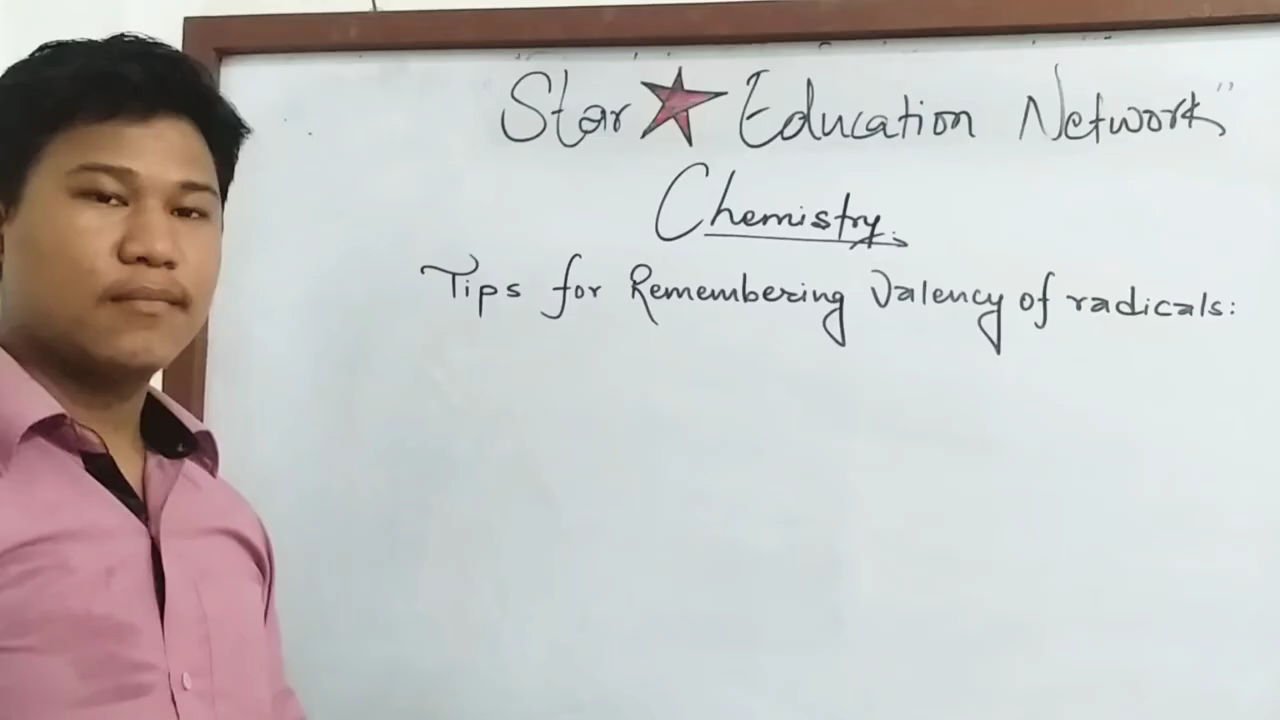 Star Education Network"
Chemistry.
Tips for Remembering Valency of radicals: